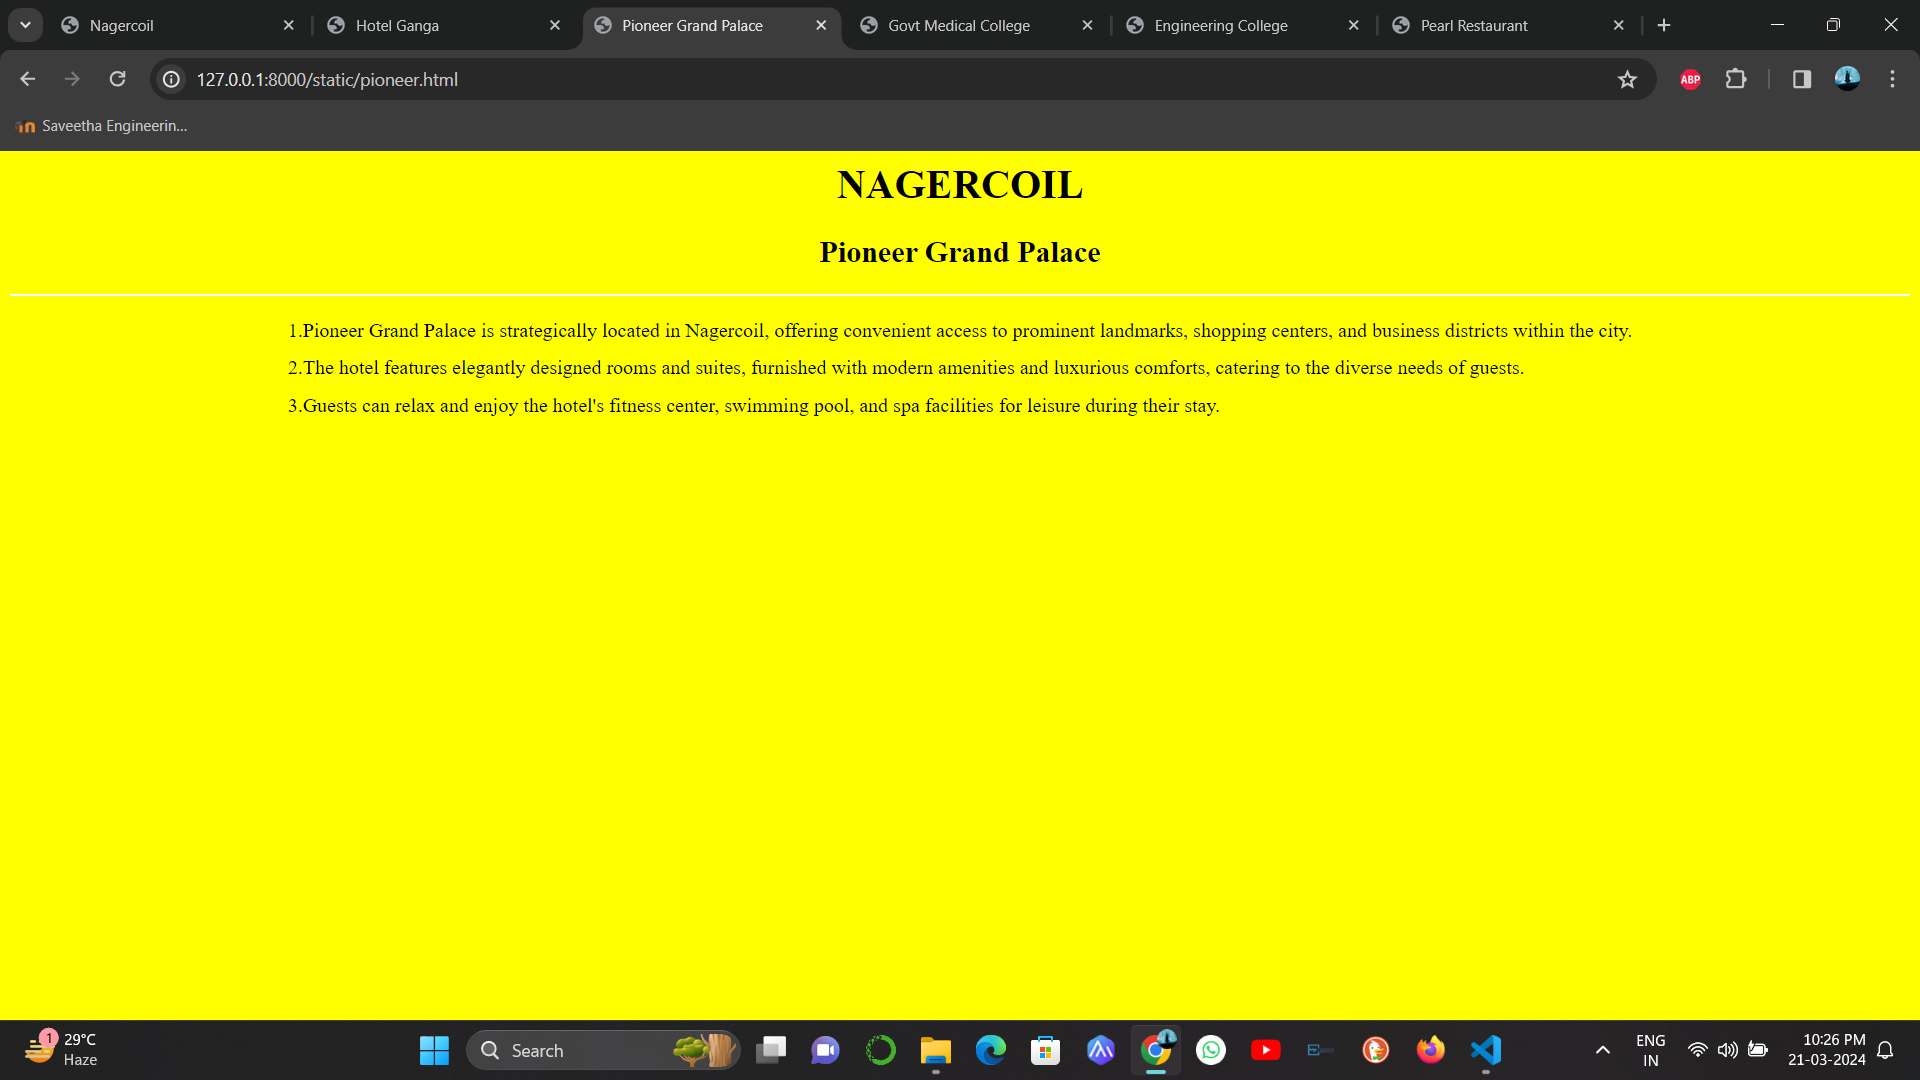 Nagercoil
Hotel Ganga
Pioneer Grand Palace
Govt Medical College
Engineering College
Pearl Restaurant
127.0.0.1:8000/static/pioneer.html
ABP
Saveetha Engineerin...
NAGERCOIL
Pioneer Grand Palace
1.Pioneer Grand Palace is strategically located in Nagercoil, offering convenient access to prominent landmarks, shopping centers, and business districts within the city.
2.The hotel features elegantly designed rooms and suites, furnished with modern amenities and luxurious comforts, catering to the diverse needs of guests.
3.Guests can relax and enjoy the hotel's fitness center, swimming pool, and spa facilities for leisure during their stay.
1
29°C
Haze
Search
ENG
IN
10:26 PM
21-03-2024